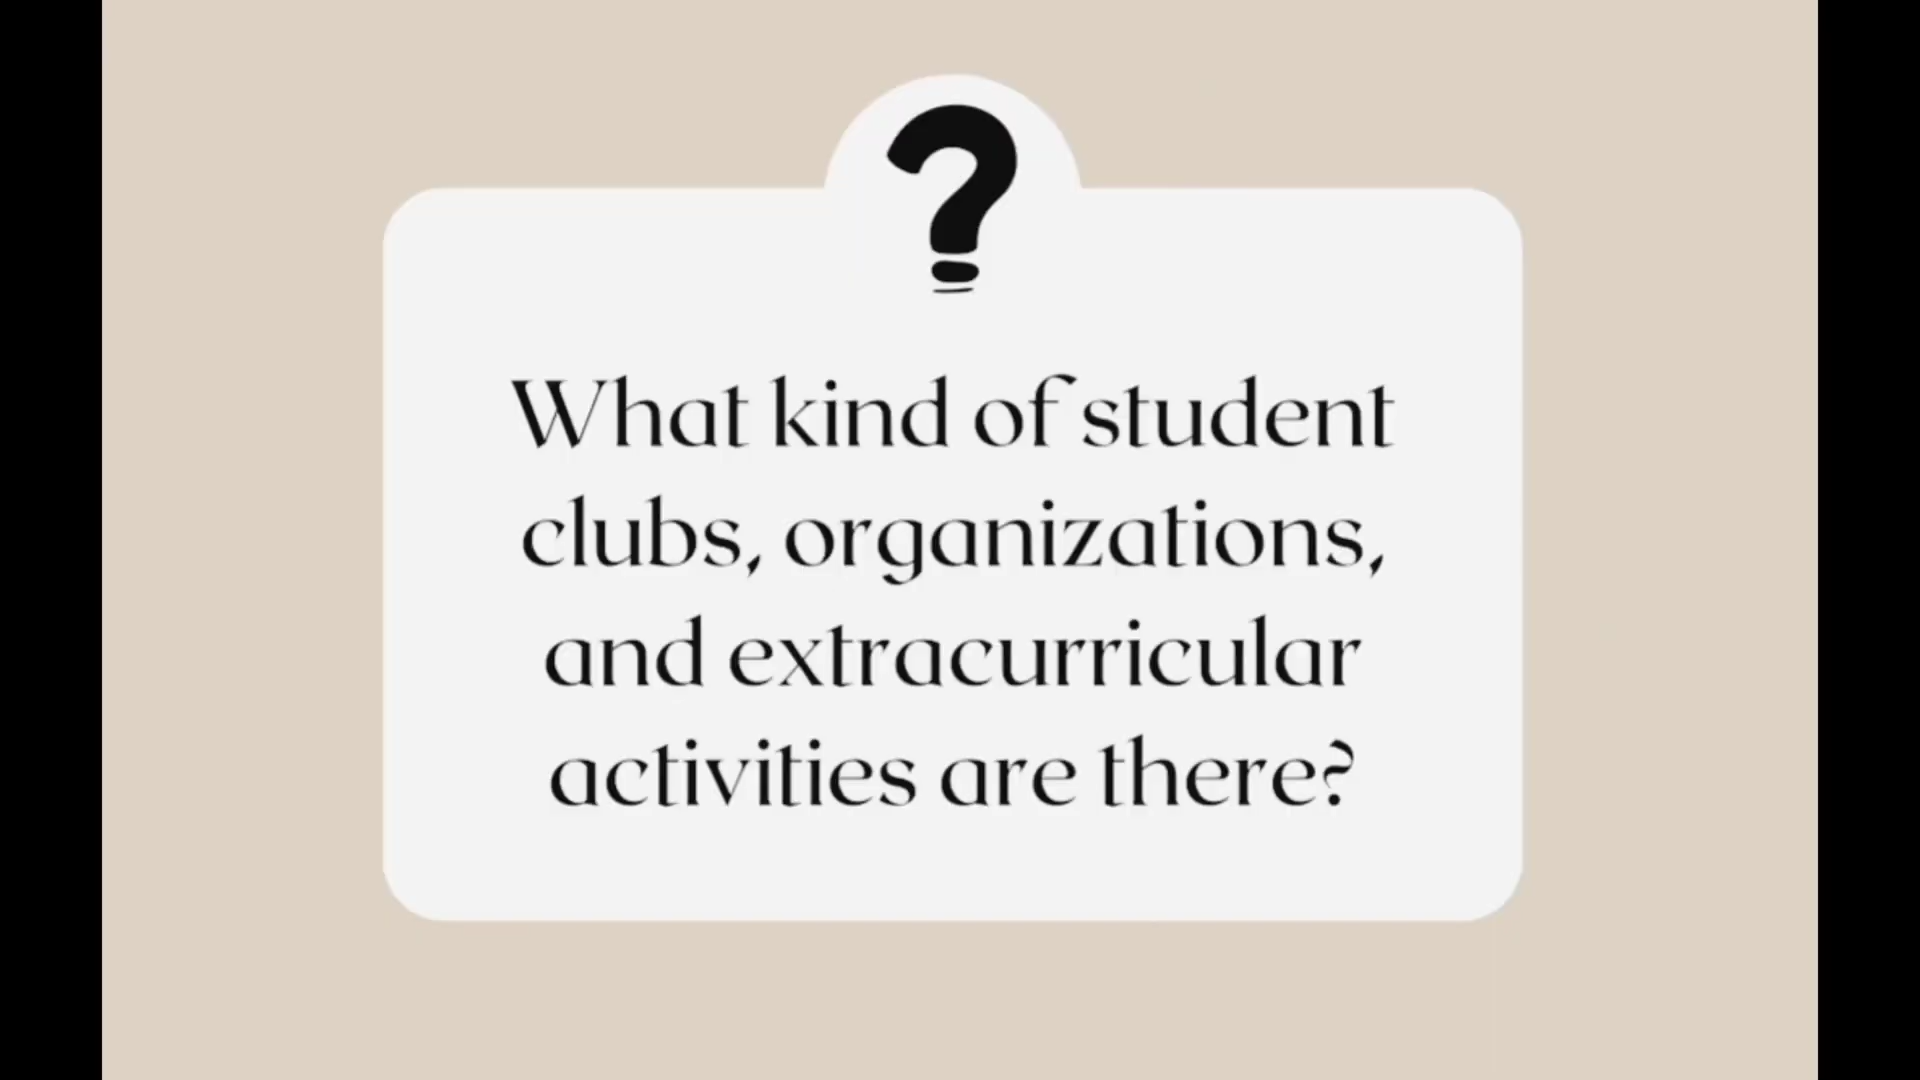 ?
What kind of student
clubs, organizations,
and extracurricular
activities are there?